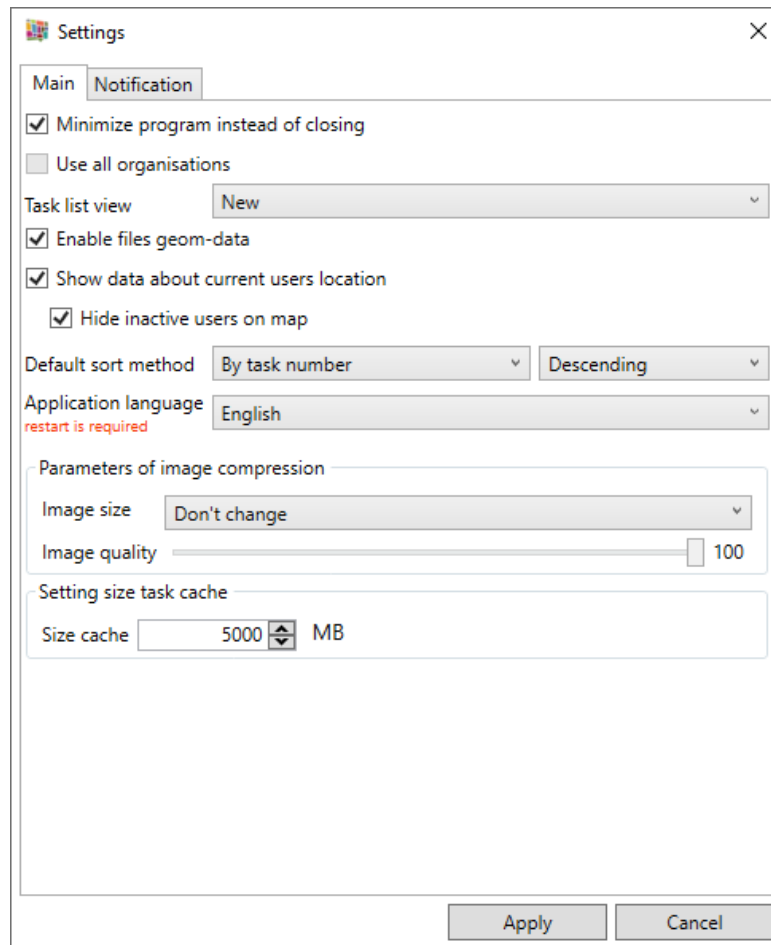 Settings
Main Notification
Minimize program instead of closing
Use all organisations
Task list view New
Enable files geom-data
Show data about current users location
Hide inactive users on map
Default sort method By task number Descending
Application language English
restart is required
Parameters of image compression
Image size Don't change
Image quality 100
Setting size task cache
Size cache 5000 MB
Apply Cancel